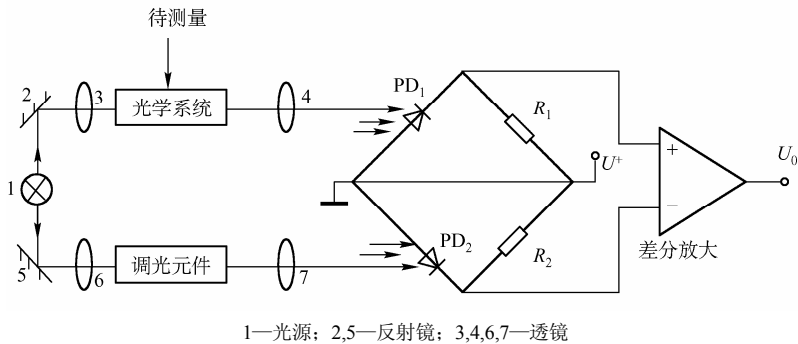 待测量
2
3
光学系统
4
PD₁
R₁
1
U⁺
+
−
U₀
差分放大
5
6
调光元件
7
PD₂
R₂
1—光源；2,5—反射镜；3,4,6,7—透镜